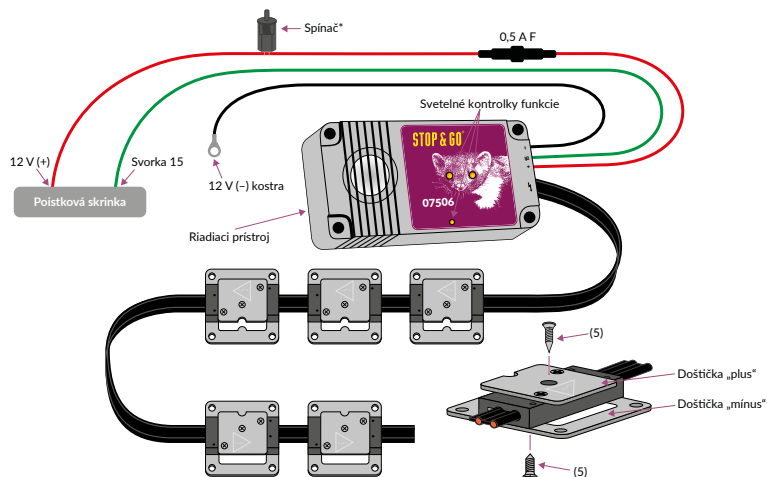 Spínač*
0,5 A F
Svetelné kontrolky funkcie
STOP & GO®
12 V (+)
Svorka 15
12 V (–) kostra
Poistková skrinka
07506
Riadiaci prístroj
(5)
Doštička „plus“
Doštička „mínus“
(5)